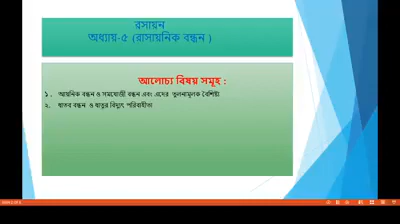 রসায়ন
অধ্যায়-৫ (রাসায়নিক বন্ধন )
আলোচ্য বিষয় সমূহ :
১ . আয়নিক বন্ধন ও সমযোজী বন্ধন এবং এদের তুলনামূলক বৈশিষ্ট্য
২. ধাতব বন্ধন ও ধাতুর বিদ্যুৎ পরিবাহীতা